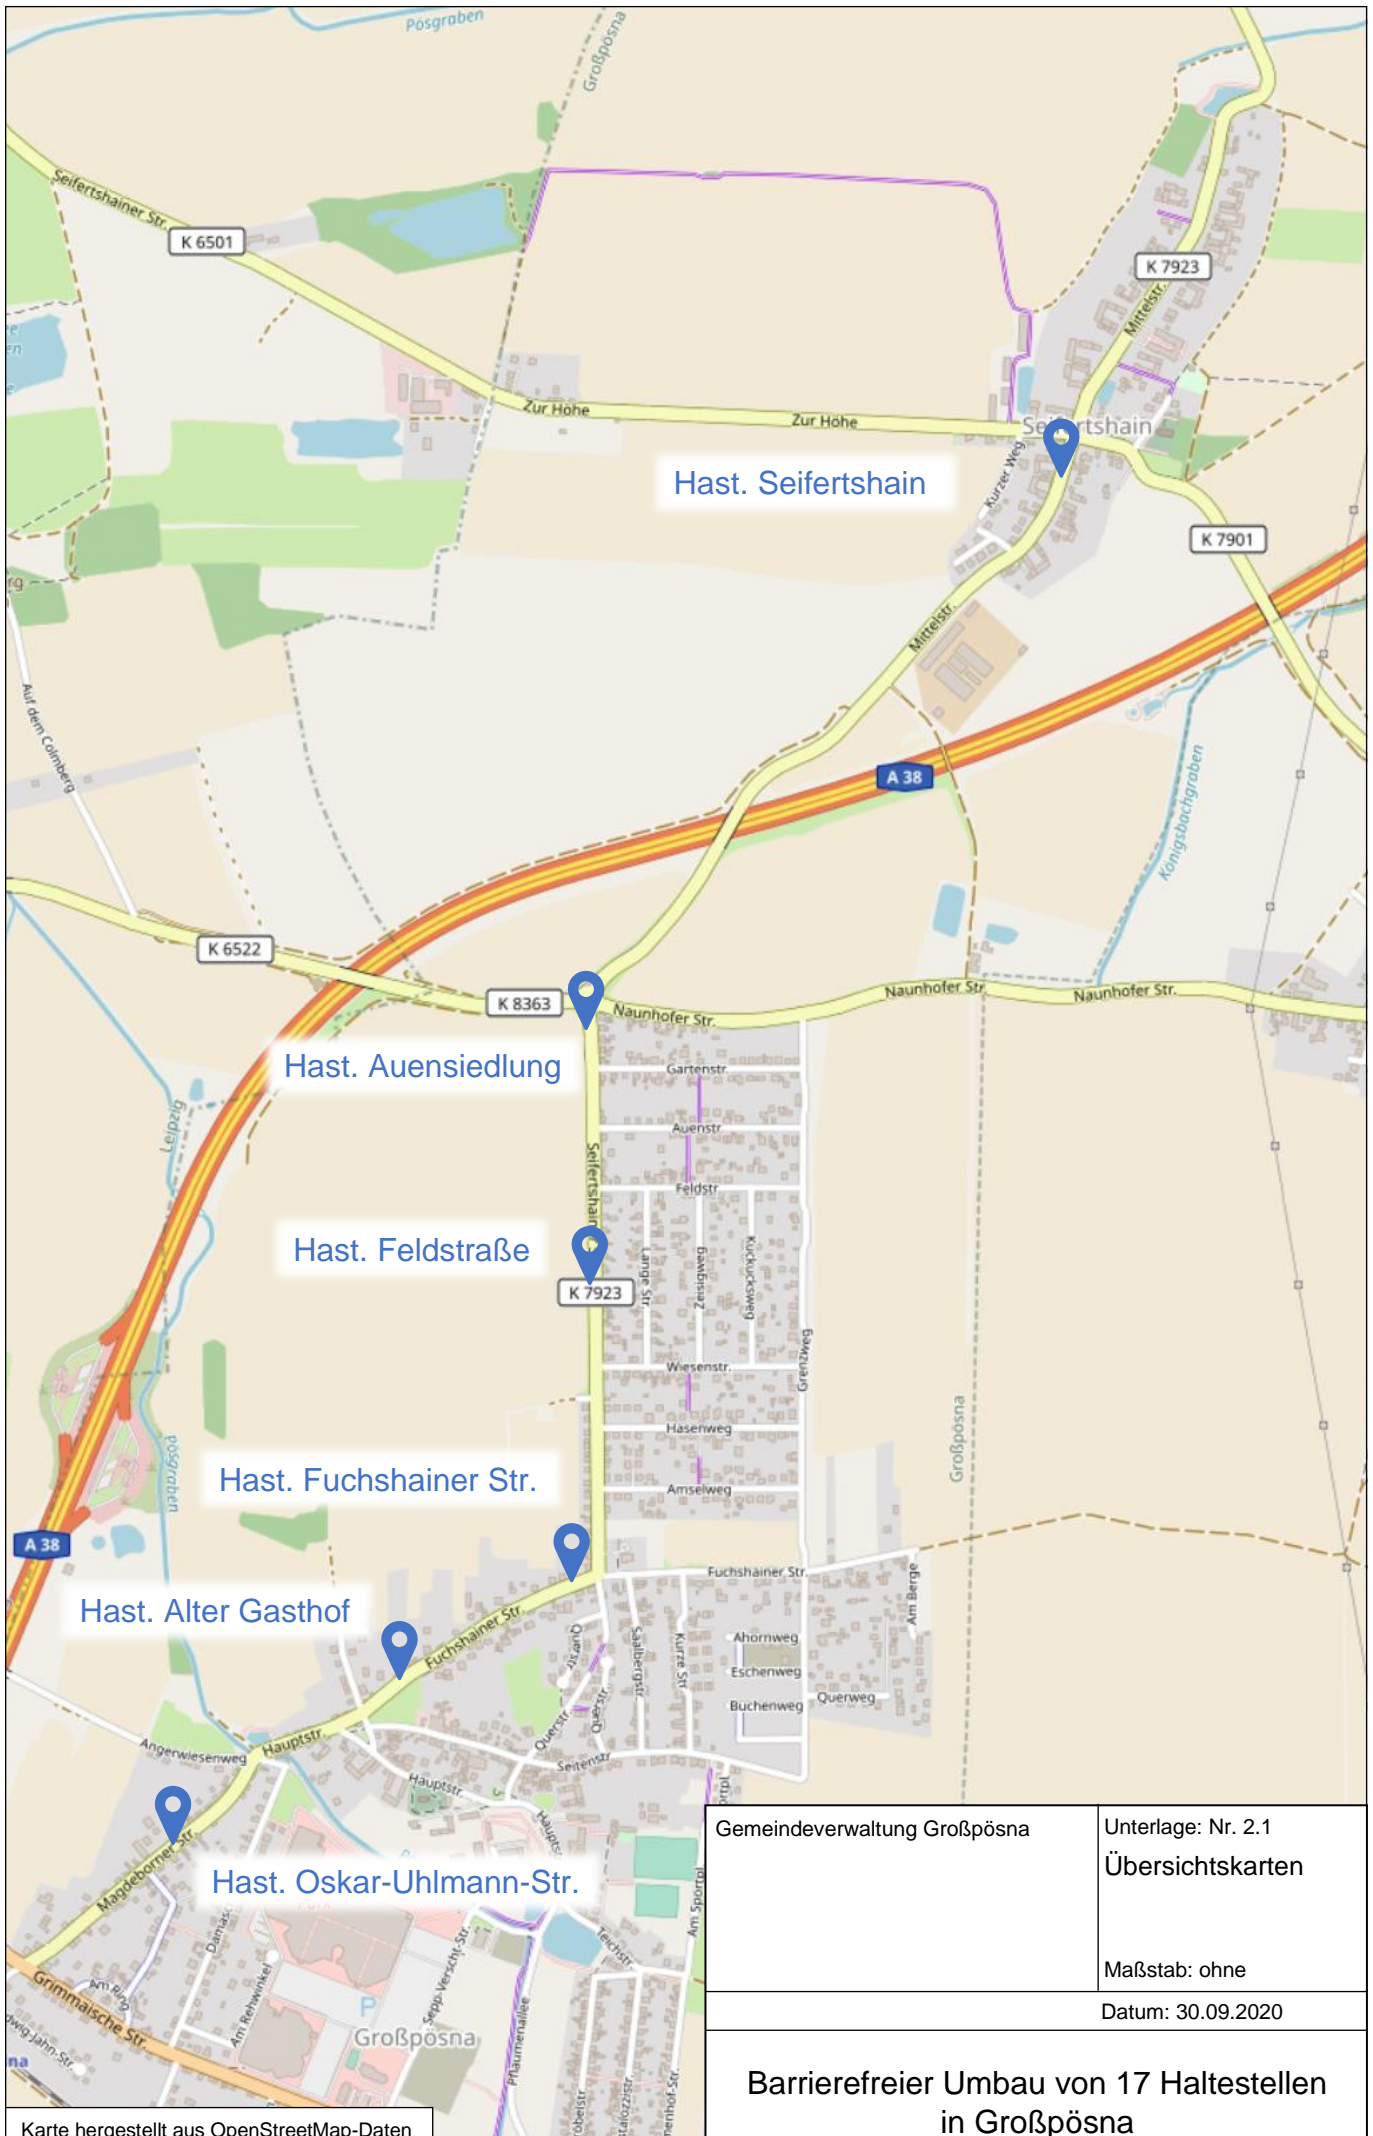 Pösgraben
Großpösna
Seifertshainer Str.
K 6501
K 7923
Mittelstr.
Zur Höhe
Zur Höhe
Seifertshain
Hast. Seifertshain
Kurzer Weg
K 7901
Mittelstr.
Auf dem Colmberg
A 38
Königsbachgraben
K 6522
K 8363
Naunhofer Str.
Naunhofer Str.
Naunhofer Str.
Hast. Auensiedlung
Gartenstr.
Leipzig
Auenstr.
Feldstr.
Hast. Feldstraße
K 7923
Lange Str.
Zeisigweg
Kuckucksweg
Wiesenstr.
Grenzweg
Großpösna
Hasenweg
Pösgraben
Hast. Fuchshainer Str.
Amselweg
A 38
Fuchshainer Str.
Am Berge
Hast. Alter Gasthof
Fuchshainer Str.
Querstr.
Saalbergstr.
Kurze Str.
Ahornweg
Eschenweg
Buchenweg
Querweg
Querstr.
Querstr.
Hauptstr.
Angerwiesenweg
Seitenstr.
Hauptstr.
Magdeborner Str.
Hast. Oskar-Uhlmann-Str.
Am Sportpl
Teichstr.
Sepp-Verscht-Str.
Am Ring
Am Rehwinkel
P
Großpösna
Grimmaische Str.
Pflaumenallee
Gemeindeverwaltung Großpösna
Unterlage: Nr. 2.1
Übersichtskarten
Maßstab: ohne
Datum: 30.09.2020
Barrierefreier Umbau von 17 Haltestellen
in Großpösna
Karte hergestellt aus OpenStreetMap-Daten